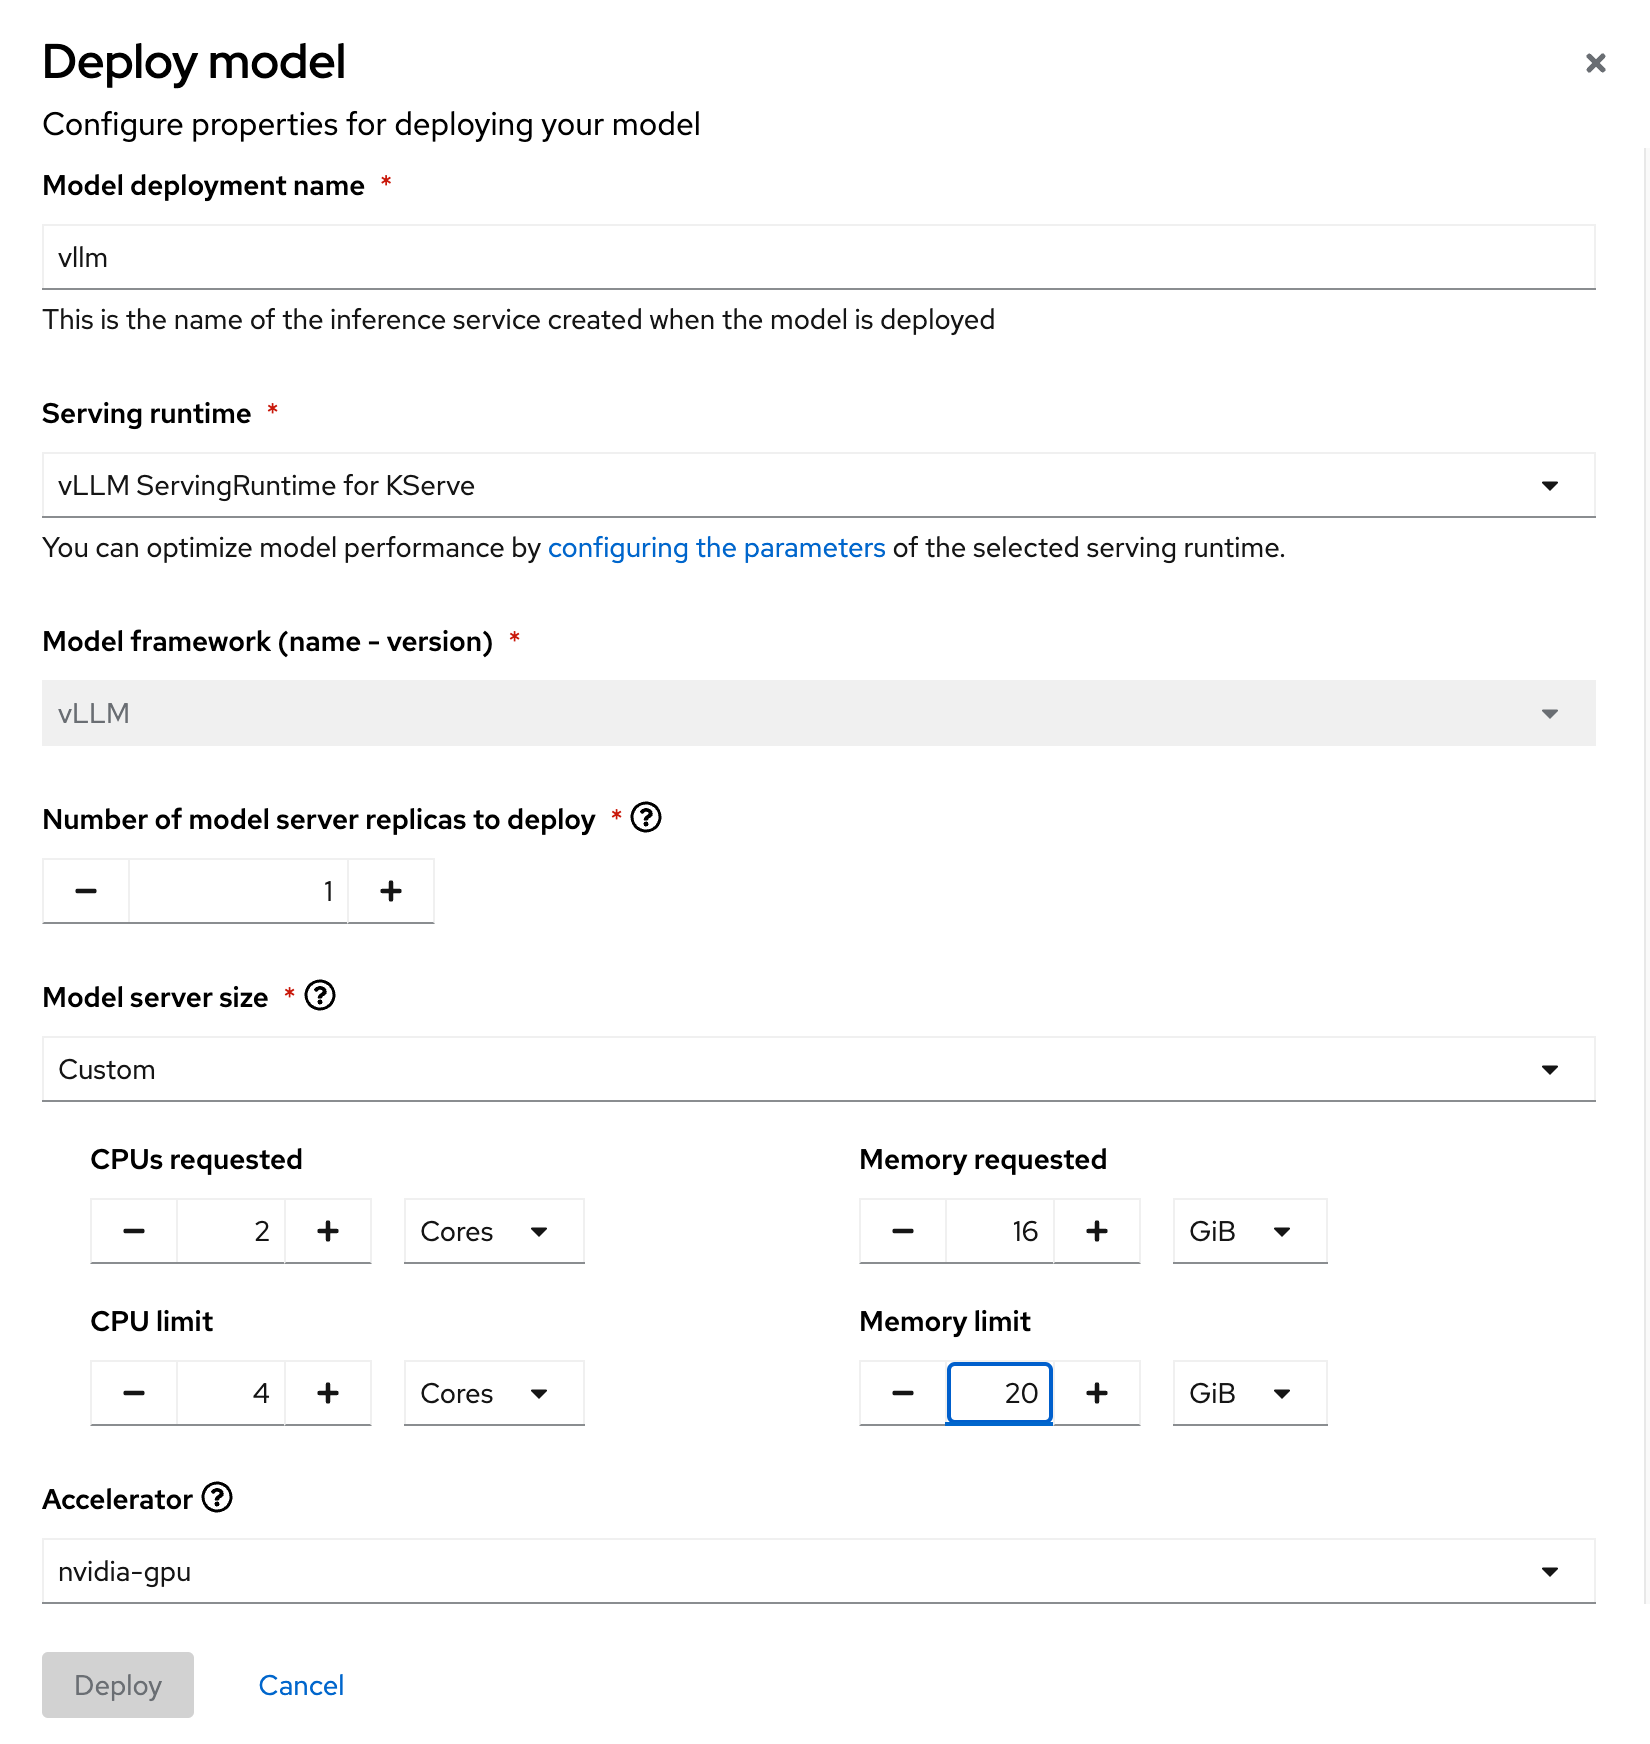 Deploy model
Configure properties for deploying your model
Model deployment name *
vllm
This is the name of the inference service created when the model is deployed
Serving runtime *
vLLM ServingRuntime for KServe
You can optimize model performance by configuring the parameters of the selected serving runtime.
Model framework (name - version) *
vLLM
Number of model server replicas to deploy *
1
Model server size *
Custom
CPUs requested
2 Cores
Memory requested
16 GiB
CPU limit
4 Cores
Memory limit
20 GiB
Accelerator
nvidia-gpu
Deploy Cancel